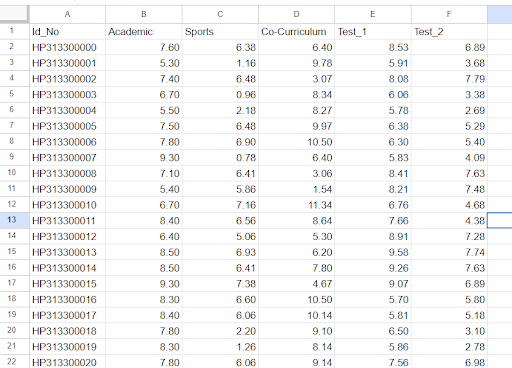 A B C D E F
1 Id_No Academic Sports Co-Curriculum Test_1 Test_2
2 HP313300000 7.60 6.38 6.40 8.53 6.89
3 HP313300001 5.30 1.16 9.78 5.91 3.68
4 HP313300002 7.40 6.48 3.07 8.08 7.79
5 HP313300003 6.70 0.96 8.34 6.06 3.38
6 HP313300004 5.50 2.18 8.27 5.78 2.69
7 HP313300005 7.50 6.48 9.97 6.38 5.29
8 HP313300006 7.80 6.90 10.50 6.30 5.40
9 HP313300007 9.30 0.78 6.40 5.83 4.09
10 HP313300008 7.10 6.41 3.06 8.41 7.63
11 HP313300009 5.40 5.86 1.54 8.21 7.48
12 HP313300010 6.70 7.16 11.34 6.76 4.68
13 HP313300011 8.40 6.56 8.64 7.66 4.38
14 HP313300012 6.40 5.06 5.30 8.91 7.28
15 HP313300013 8.50 6.93 6.20 9.58 7.74
16 HP313300014 8.50 6.41 7.80 9.26 7.63
17 HP313300015 9.30 7.38 4.67 9.07 6.89
18 HP313300016 8.30 6.60 10.50 5.70 5.80
19 HP313300017 8.40 6.06 10.14 5.81 5.18
20 HP313300018 7.80 2.20 9.10 6.50 3.10
21 HP313300019 8.30 1.26 8.14 5.86 2.78
22 HP313300020 7.80 6.06 9.14 7.56 6.98